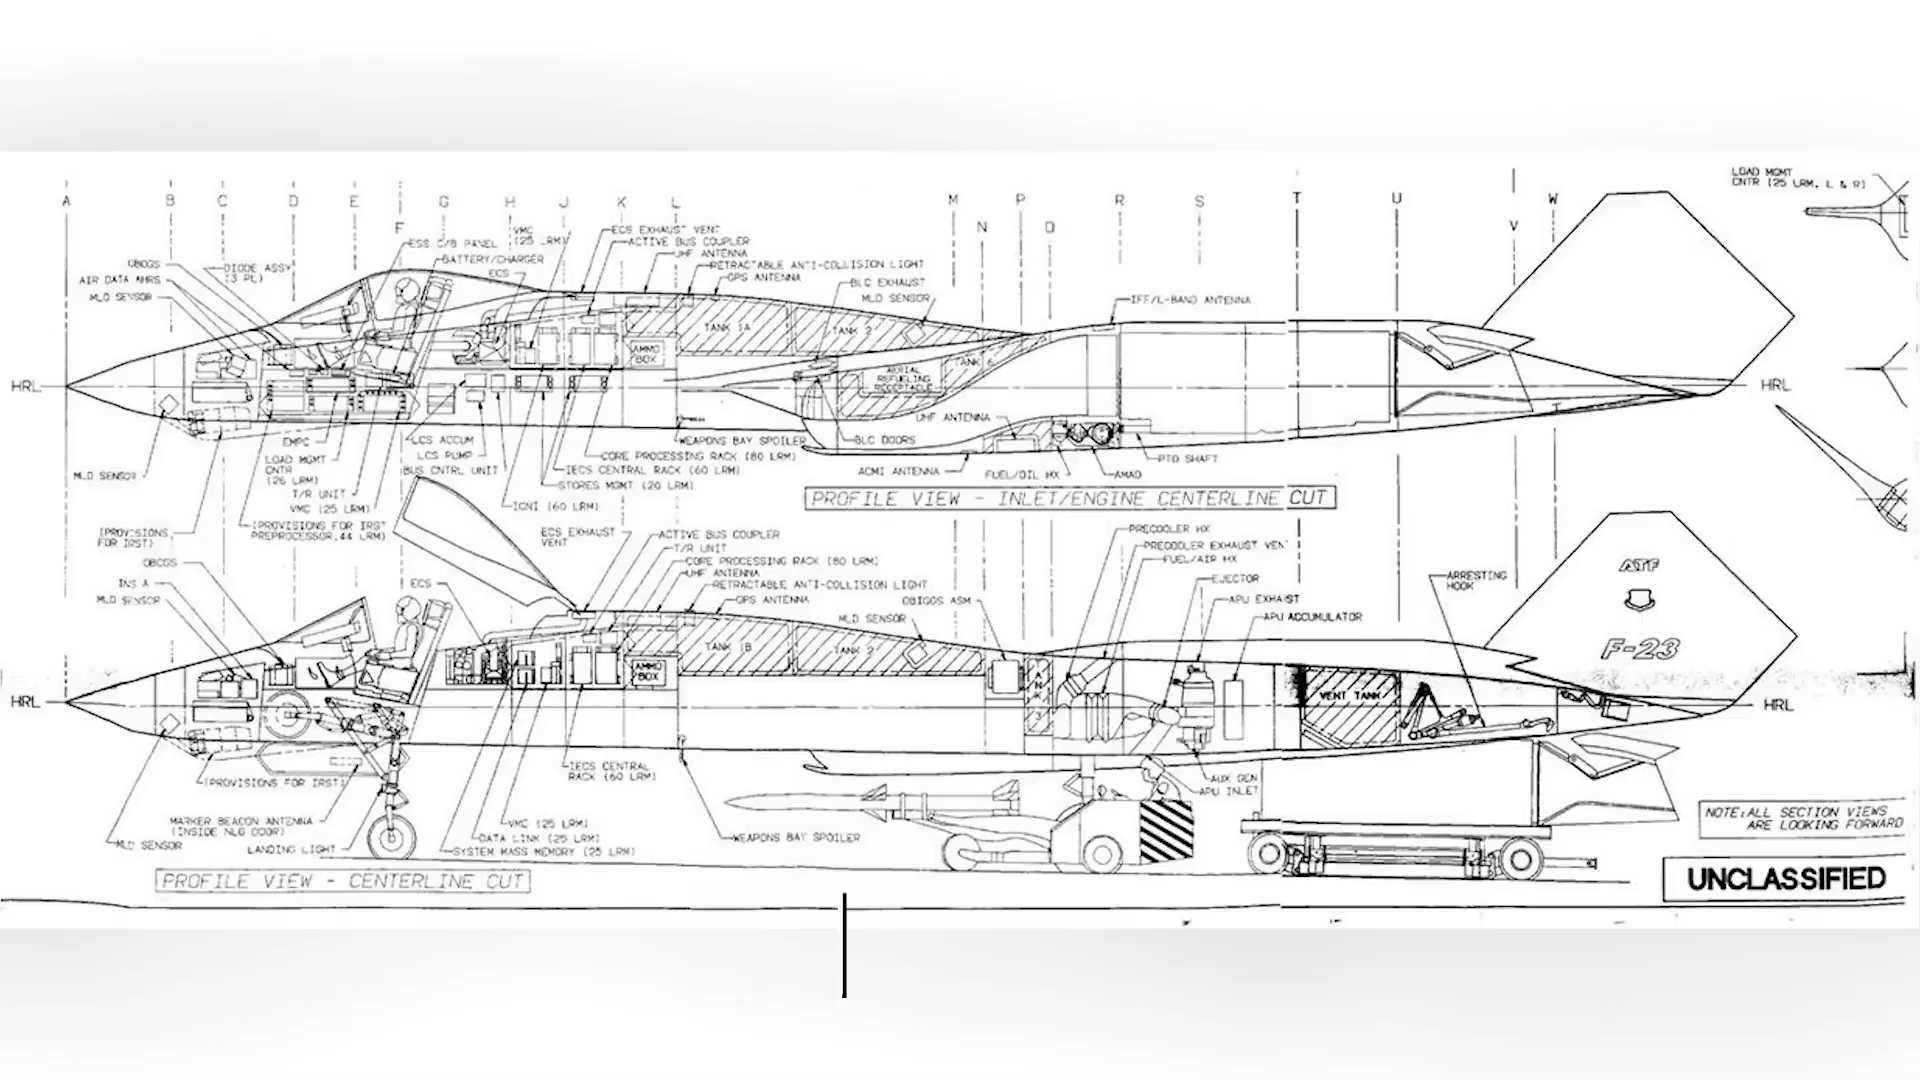 LOAD MGMT
CNTR (25 LRM, L & R)
A B C D E F G H J K L M N P Q R S T U V W
VMC
(25 LRM)
ECS EXHAUST VENT
ACTIVE BUS COUPLER
UHF ANTENNA
RETRACTABLE ANTI-COLLISION LIGHT
GPS ANTENNA
ESS C/B PANEL
BATTERY/CHARGER
ECS
OBOGS
AIR DATA AHRS
MLD SENSOR
DIODE ASSY
(3 PL)
BLC EXHAUST
MLD SENSOR
IFF/L-BAND ANTENNA
TANK 1A
TANK 2
AMMO
BOX
TANK 6
AERIAL
REFUELING
RECEPTACLE
HRL
HRL
UHF ANTENNA
BLC DOORS
WEAPONS BAY SPOILER
CORE PROCESSING RACK (80 LRM)
IECS CENTRAL RACK (60 LRM)
STORES MGMT (20 LRM)
ICNI (60 LRM)
ACMI ANTENNA
FUEL/OIL HX
AMAD
PTO SHAFT
EMPC
LOAD MGMT
CNTR
(26 LRM)
T/R UNIT
VMC (25 LRM)
LCS ACCUM
LCS PUMP
BUS CNTRL UNIT
MLD SENSOR
(PROVISIONS
FOR IRST)
(PROVISIONS FOR IRST
PREPROCESSOR,44 LRM)
PROFILE VIEW - INLET/ENGINE CENTERLINE CUT
ECS EXHAUST
VENT
ACTIVE BUS COUPLER
T/R UNIT
CORE PROCESSING RACK (80 LRM)
UHF ANTENNA
RETRACTABLE ANTI-COLLISION LIGHT
GPS ANTENNA
OBOGS
INS A
MLD SENSOR
ECS
MLD SENSOR
OBIGGS ASM
PRECOOLER HX
PRECOOLER EXHAUST VENT
FUEL/AIR HX
EJECTOR
APU EXHAUST
APU ACCUMULATOR
ARRESTING
HOOK
ATF
F-23
TANK 1B
TANK 2
AMMO
BOX
TANK 3
VENT TANK
HRL
HRL
(PROVISIONS FOR IRST)
IECS CENTRAL
RACK (60 LRM)
AUX GEN
APU INLET
MARKER BEACON ANTENNA
(INSIDE NLG DOOR)
MLD SENSOR
LANDING LIGHT
VMC (25 LRM)
DATA LINK (25 LRM)
SYSTEM MASS MEMORY (25 LRM)
WEAPONS BAY SPOILER
NOTE:ALL SECTION VIEWS
ARE LOOKING FORWARD
PROFILE VIEW - CENTERLINE CUT
UNCLASSIFIED